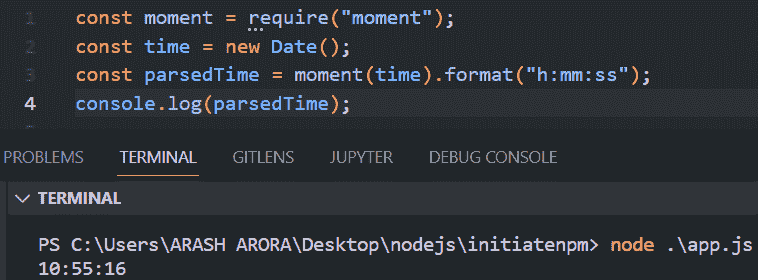 1 const moment = require("moment");
2 const time = new Date();
3 const parsedTime = moment(time).format("h:mm:ss");
4 console.log(parsedTime);
PROBLEMS TERMINAL GITLENS JUPYTER DEBUG CONSOLE
TERMINAL
PS C:\Users\ARASH ARORA\Desktop\nodejs\initiatenpm> node .\app.js
10:55:16